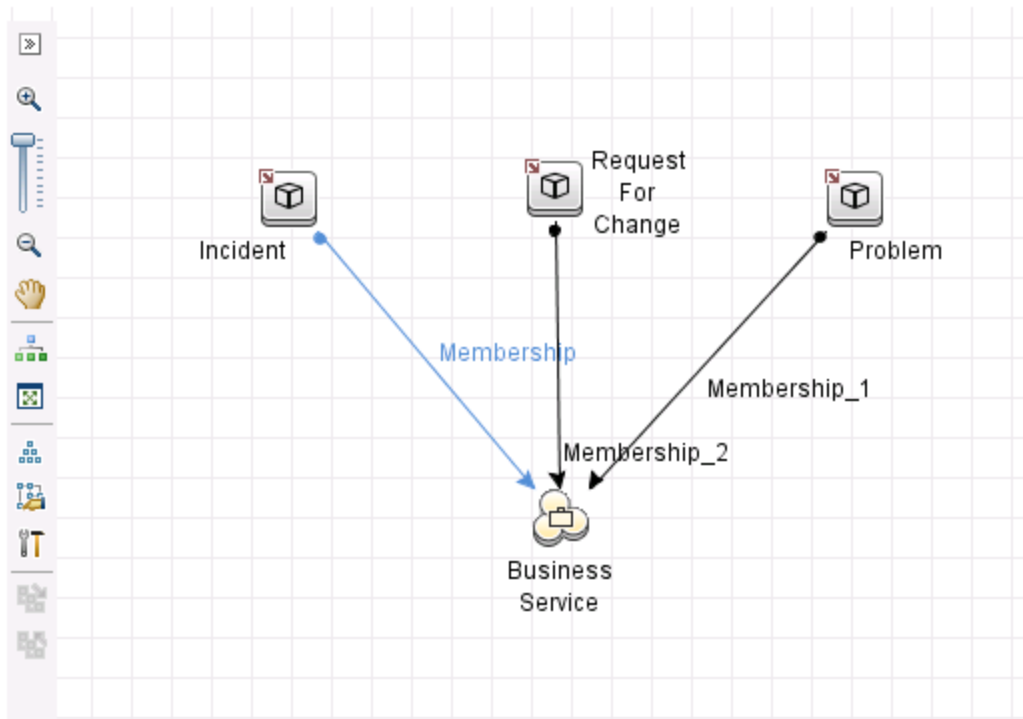 Request
For
Change
Incident
Problem
Membership
Membership_1
Membership_2
Business
Service